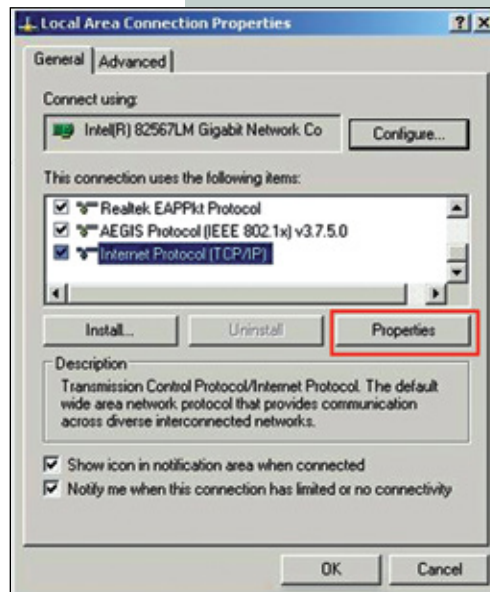 Local Area Connection Properties
General Advanced
Connect using:
Intel(R) 82567LM Gigabit Network Co Configure...
This connection uses the following items:
Realtek EAPPkt Protocol
AEGIS Protocol (IEEE 802.1x) v3.7.5.0
Internet Protocol (TCP/IP)
Install... Uninstall Properties
Description
Transmission Control Protocol/Internet Protocol. The default
wide area network protocol that provides communication
across diverse interconnected networks.
Show icon in notification area when connected
Notify me when this connection has limited or no connectivity
OK Cancel